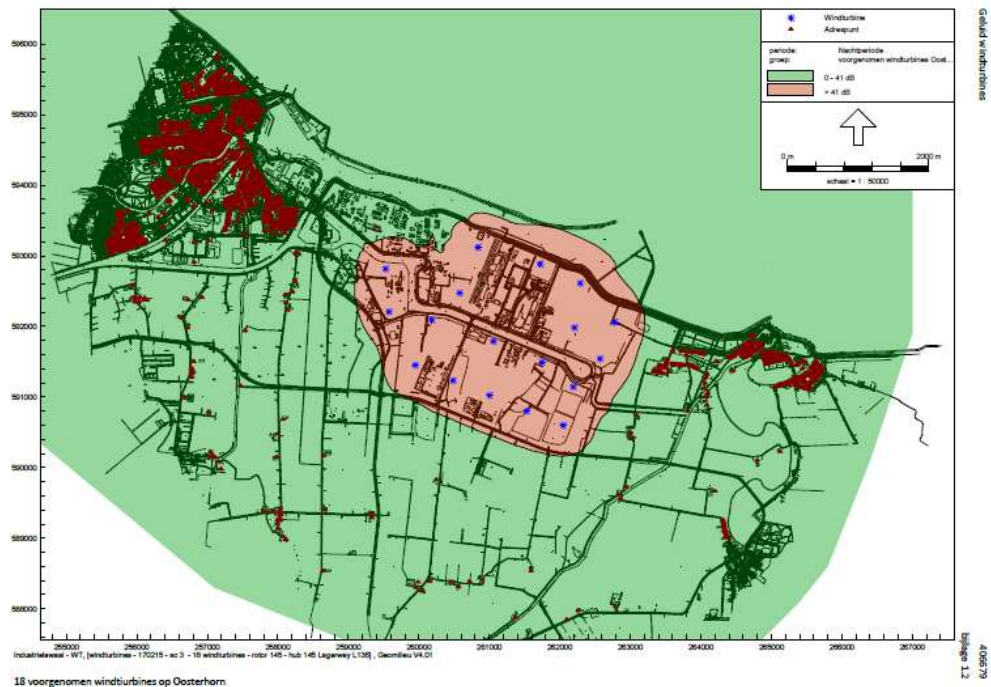 Windturbine
Adrespunt
periode: Nachtperiode
groep: voorgenomen windturbines Oost...
0 - 41 dB
> 41 dB
0 m 2000 m
schaal = 1 : 50000
Geluid windturbines
596000
595000
594000
593000
592000
591000
590000
589000
588000
255000 256000 257000 258000 259000 260000 261000 262000 263000 264000 265000 266000 267000
Industrielawaai - WT, [windturbines - 170215 - sc 3 - 18 windturbines - rotor 145 - hub 145 Lagerwey L136] , Geomilieu V4.01
18 voorgenomen windtiurbines op Oosterhorn
406679
bijlage 1.2